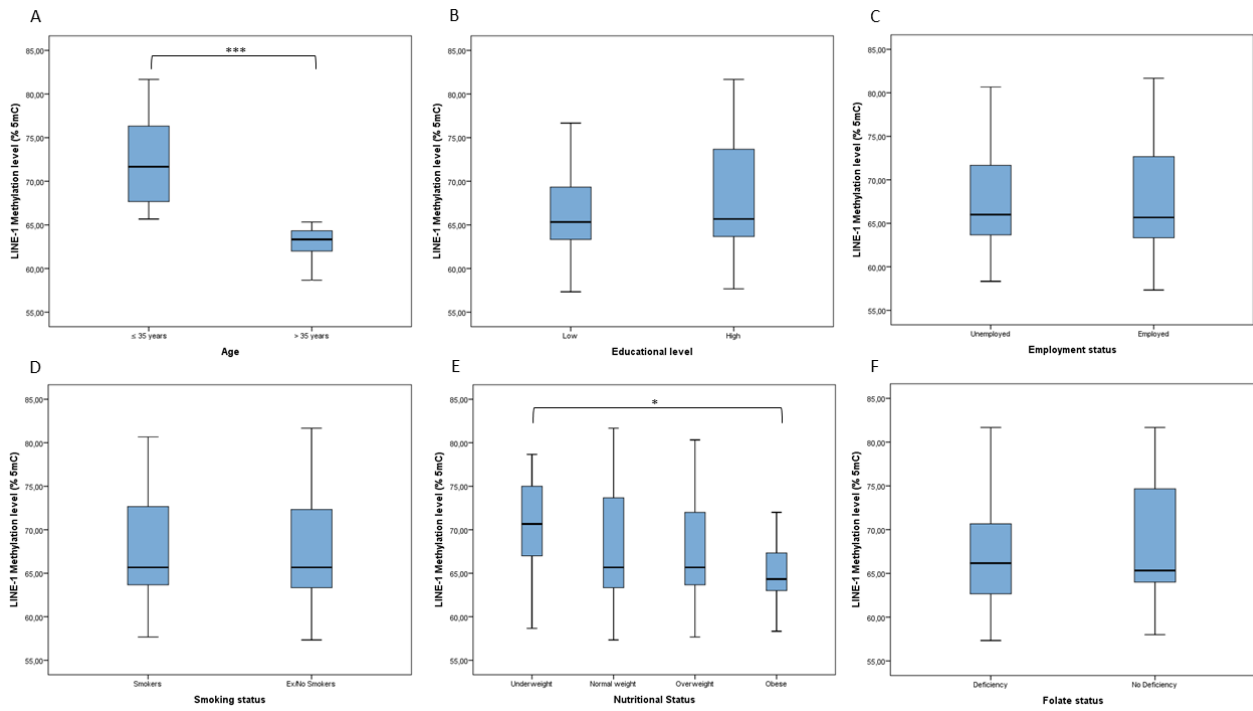 A
LINE-1 Methylation level (% 5mC)
85,00
80,00
75,00
70,00
65,00
60,00
55,00
***
≤ 35 years
> 35 years
Age
B
LINE-1 Methylation level (% 5mC)
85,00
80,00
75,00
70,00
65,00
60,00
55,00
Low
High
Educational level
C
LINE-1 Methylation level (% 5mC)
85,00
80,00
75,00
70,00
65,00
60,00
55,00
Unemployed
Employed
Employment status
D
LINE-1 Methylation level (% 5mC)
85,00
80,00
75,00
70,00
65,00
60,00
55,00
Smokers
Ex/No Smokers
Smoking status
E
LINE-1 Methylation level (% 5mC)
85,00
80,00
75,00
70,00
65,00
60,00
55,00
*
Underweight
Normal weight
Overweight
Obese
Nutritional Status
F
LINE-1 Methylation level (% 5mC)
85,00
80,00
75,00
70,00
65,00
60,00
55,00
Deficiency
No Deficiency
Folate status